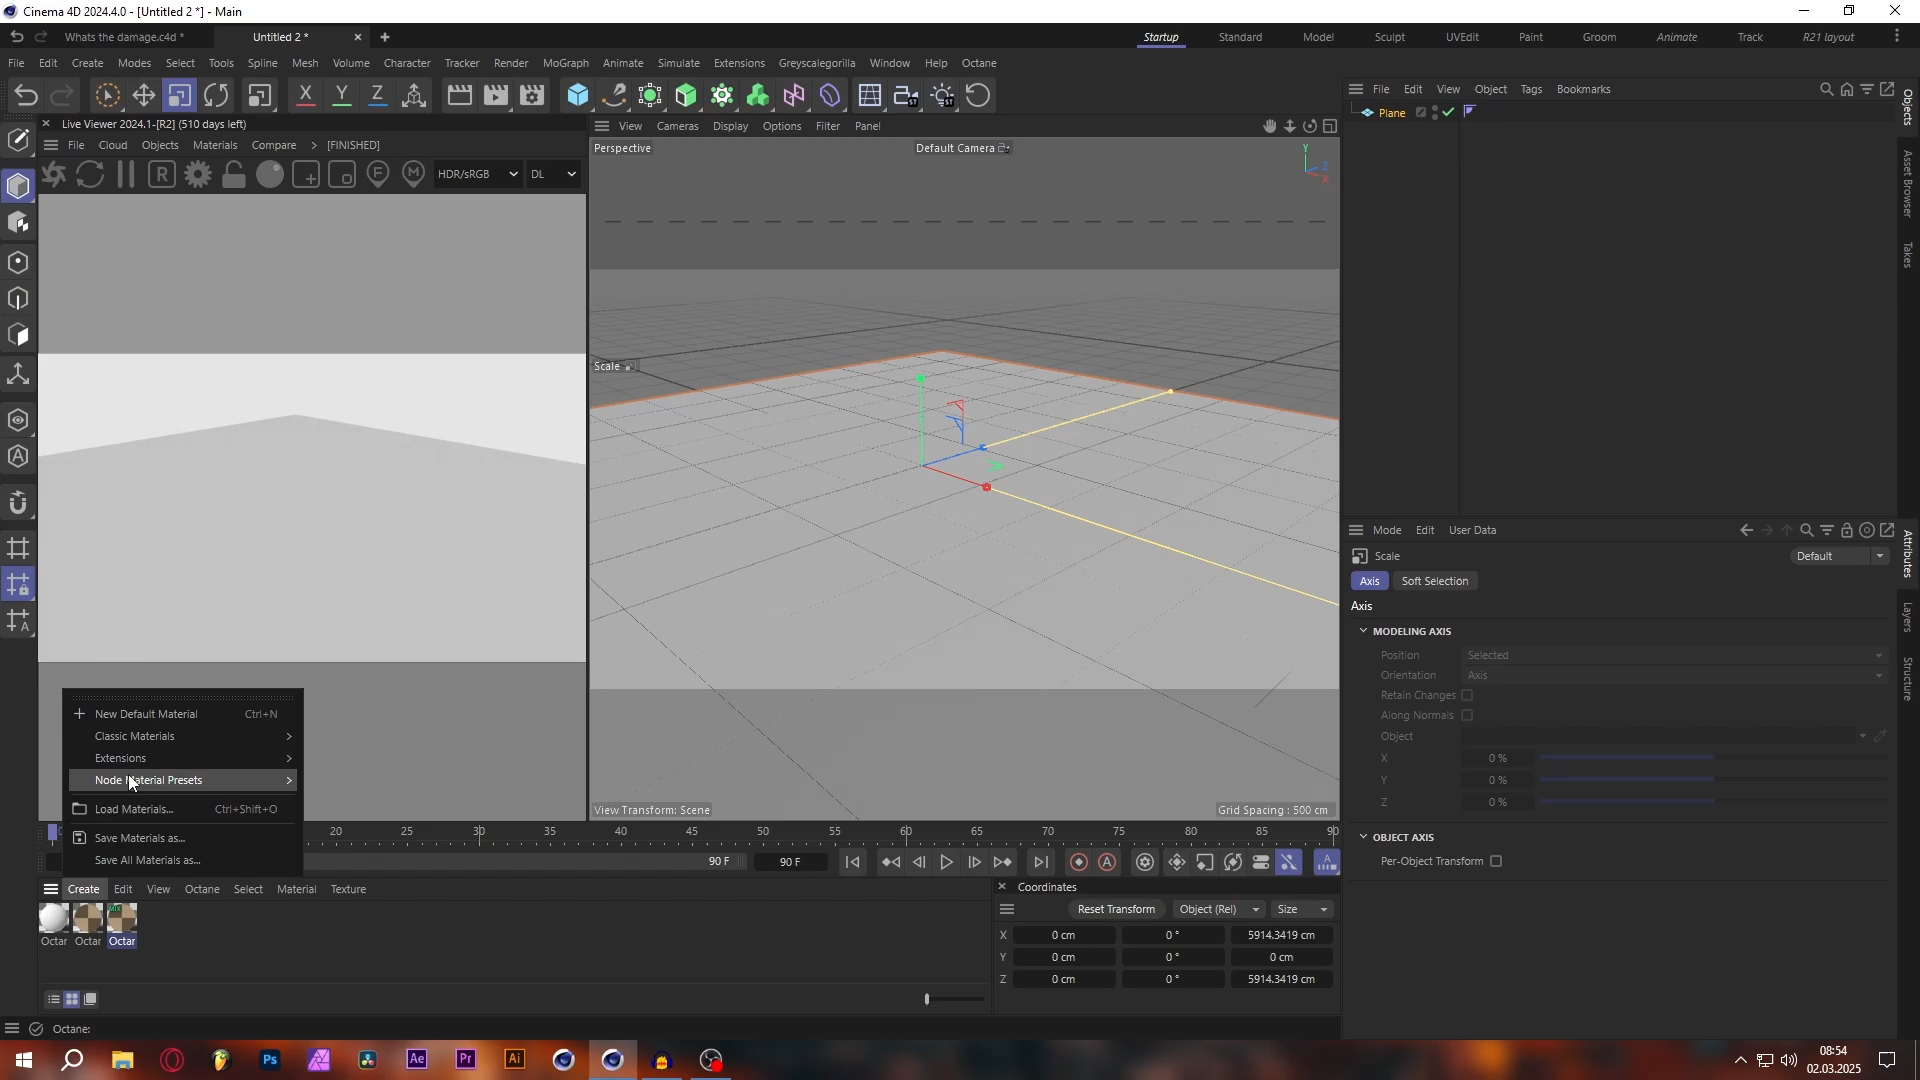 Cinema 4D 2024.4.0 - [Untitled 2 *] - Main
Whats the damage.c4d *
Untitled 2 *
Startup
Standard
Model
Sculpt
UVEdit
Paint
Groom
Animate
Track
R21 layout
File Edit Create Modes Select Tools Spline Mesh Volume Character Tracker Render MoGraph Animate Simulate Extensions Greyscalegorilla Window Help Octane
X Y Z
Live Viewer 2024.1-[R2] (510 days left)
File Cloud Objects Materials Compare > [FINISHED]
R
F
M
HDR/sRGB
DL
View Cameras Display Options Filter Panel
Perspective
Default Camera
Y
Z
X
Scale
View Transform: Scene
Grid Spacing : 500 cm
File Edit View Object Tags Bookmarks
Plane
Objects
Asset Browser
Takes
Mode Edit User Data
Scale
Default
Axis
Soft Selection
Axis
MODELING AXIS
Position Selected
Orientation Axis
Retain Changes
Along Normals
Object
X 0 %
Y 0 %
Z 0 %
OBJECT AXIS
Per-Object Transform
Attributes
Layers
Structure
New Default Material Ctrl+N
Classic Materials >
Extensions >
Node Material Presets >
Load Materials... Ctrl+Shift+O
Save Materials as...
Save All Materials as...
20 25 30 35 40 45 50 55 60 65 70 75 80 85 90
90 F
90 F
Create Edit View Octane Select Material Texture
MIX
Octar Octar Octar
Coordinates
Reset Transform
Object (Rel)
Size
X 0 cm 0 ° 5914.3419 cm
Y 0 cm 0 ° 0 cm
Z 0 cm 0 ° 5914.3419 cm
Octane:
Ps
Ae
Pr
Ai
08:54
02.03.2025